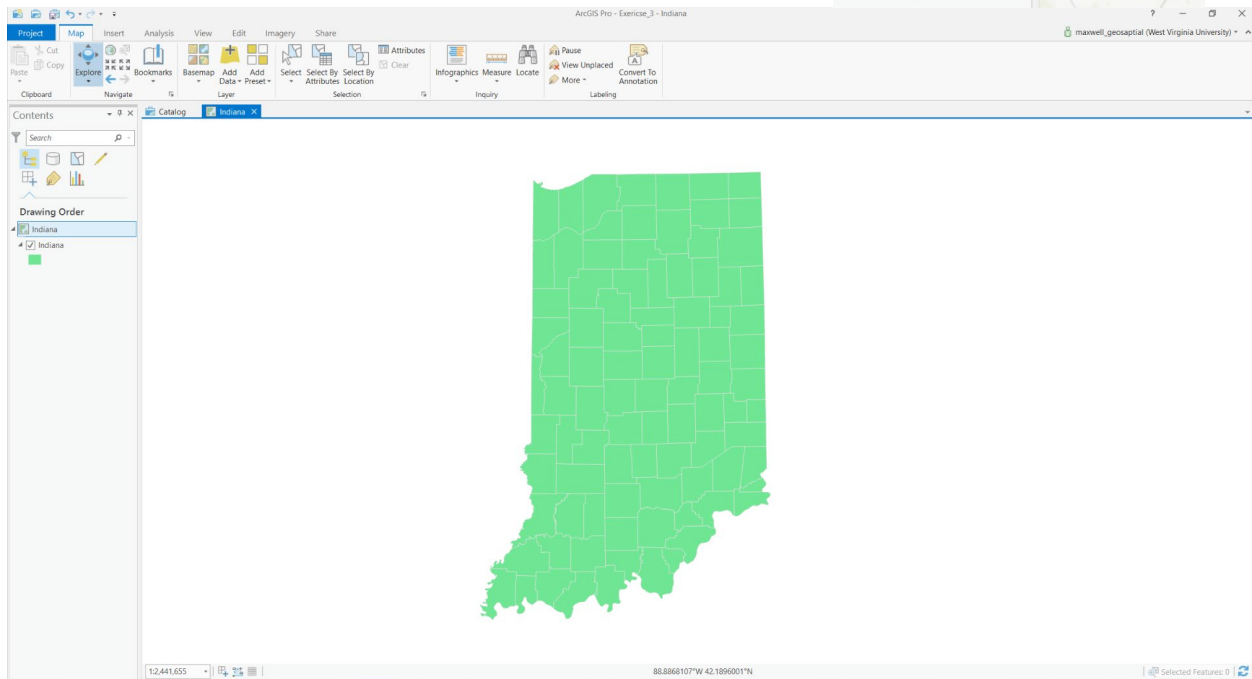 ArcGIS Pro - Exericse_3 - Indiana
?
Project Map Insert Analysis View Edit Imagery Share
maxwell_geosaptial (West Virginia University)
Paste
Cut
Copy
Clipboard
Explore
Bookmarks
Navigate
Basemap
Add Data
Add Preset
Layer
Select
Select By Attributes
Select By Location
Attributes
Clear
Selection
Infographics
Measure
Locate
Inquiry
Pause
View Unplaced
More
Convert To Annotation
A
Labeling
Contents
Catalog
Indiana
Search
Drawing Order
Indiana
Indiana
1:2,441,655
88.8868107°W 42.1896001°N
Selected Features: 0